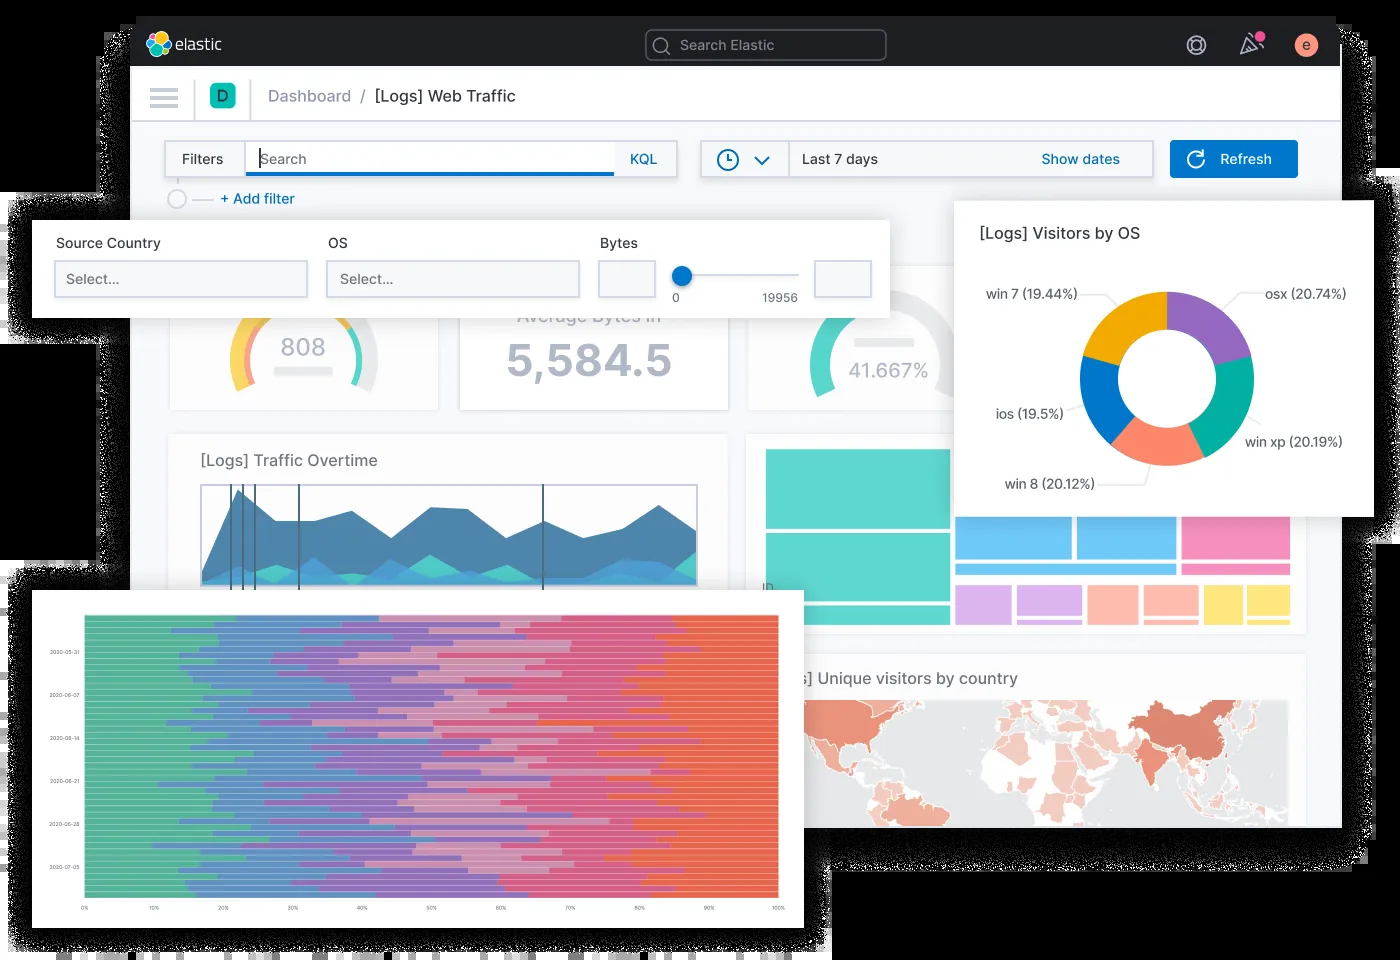 elastic
Search Elastic
e
D
Dashboard / [Logs] Web Traffic
Filters
Search
KQL
Last 7 days
Show dates
Refresh
+ Add filter
Source Country
OS
Bytes
Select...
Select...
0
19956
[Logs] Visitors by OS
win 7 (19.44%)
osx (20.74%)
ios (19.5%)
win xp (20.19%)
win 8 (20.12%)
808
Average Bytes In
5,584.5
41.667%
[Logs] Traffic Overtime
s] Unique visitors by country
2020-05-31
2020-06-07
2020-06-14
2020-06-21
2020-06-28
2020-07-05
0%
10%
20%
30%
40%
50%
60%
70%
80%
90%
100%